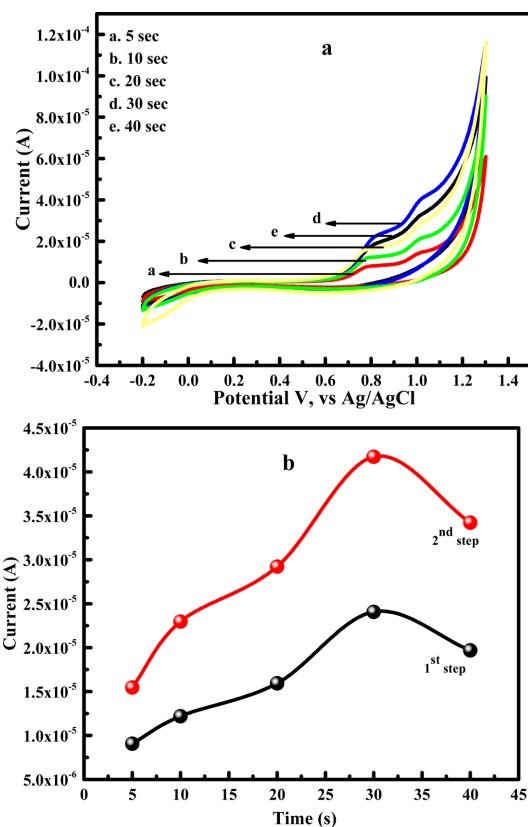 a
a. 5 sec
b. 10 sec
c. 20 sec
d. 30 sec
e. 40 sec
1.2x10⁻⁴
1.0x10⁻⁴
8.0x10⁻⁵
6.0x10⁻⁵
4.0x10⁻⁵
2.0x10⁻⁵
0.0
-2.0x10⁻⁵
-4.0x10⁻⁵
Current (A)
d
e
c
b
a
-0.4 -0.2 0.0 0.2 0.4 0.6 0.8 1.0 1.2 1.4
Potential V, vs Ag/AgCl
b
4.5x10⁻⁵
4.0x10⁻⁵
3.5x10⁻⁵
3.0x10⁻⁵
2.5x10⁻⁵
2.0x10⁻⁵
1.5x10⁻⁵
1.0x10⁻⁵
5.0x10⁻⁶
Current (A)
2ⁿᵈ step
1ˢᵗ step
0 5 10 15 20 25 30 35 40 45
Time (s)